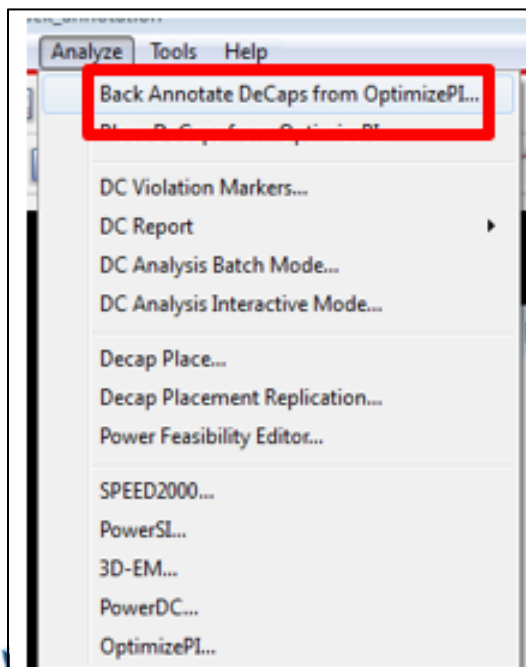 Analyze Tools Help
Back Annotate DeCaps from OptimizePI...
DC Violation Markers...
DC Report
DC Analysis Batch Mode...
DC Analysis Interactive Mode...
Decap Place...
Decap Placement Replication...
Power Feasibility Editor...
SPEED2000...
PowerSI...
3D-EM...
PowerDC...
OptimizePI...